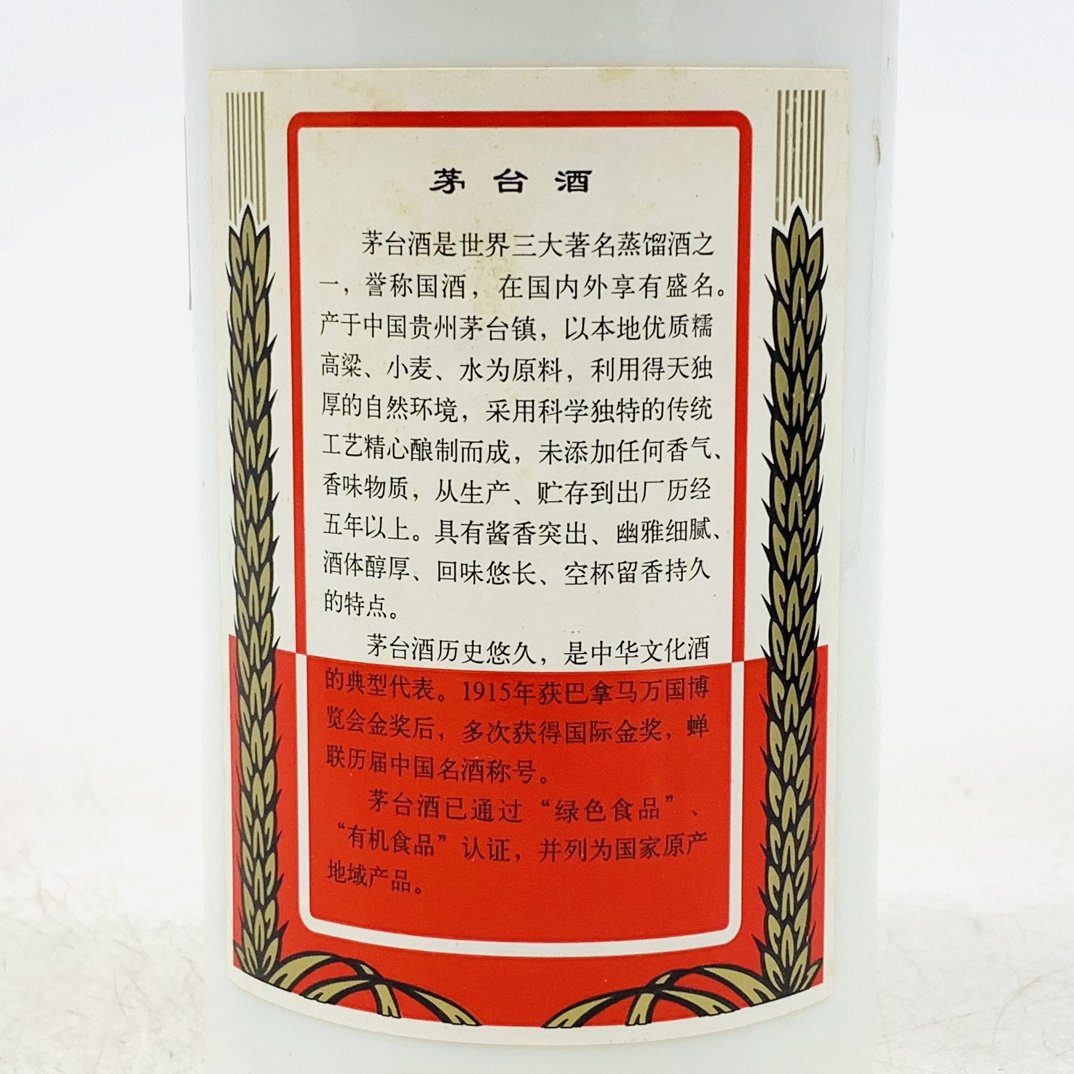 茅台酒
茅台酒是世界三大著名蒸馏酒之
一，誉称国酒，在国内外享有盛名。
产于中国贵州茅台镇，以本地优质糯
高粱、小麦、水为原料，利用得天独
厚的自然环境，采用科学独特的传统
工艺精心酿制而成，未添加任何香气、
香味物质，从生产、贮存到出厂历经
五年以上。具有酱香突出、幽雅细腻、
酒体醇厚、回味悠长、空杯留香持久
的特点。
茅台酒历史悠久，是中华文化酒
的典型代表。1915年获巴拿马万国博
览会金奖后，多次获得国际金奖，蝉
联历届中国名酒称号。
茅台酒已通过“绿色食品”、
“有机食品”认证，并列为国家原产
地域产品。